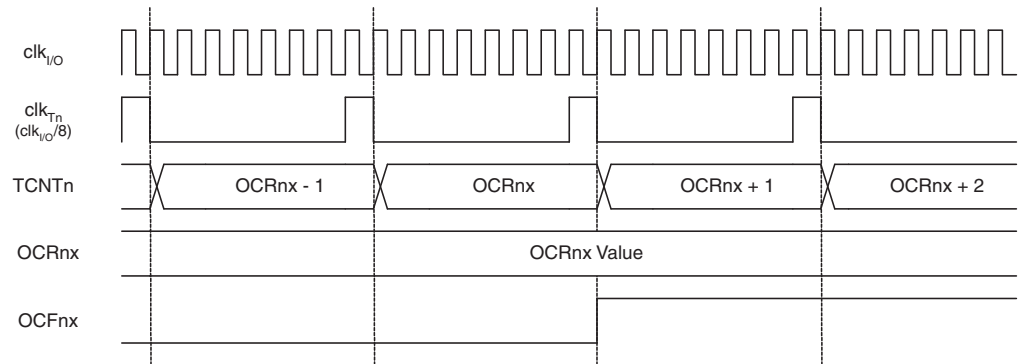 clkI/O
clkTn
(clkI/O/8)
TCNTn OCRnx - 1 OCRnx OCRnx + 1 OCRnx + 2
OCRnx OCRnx Value
OCFnx